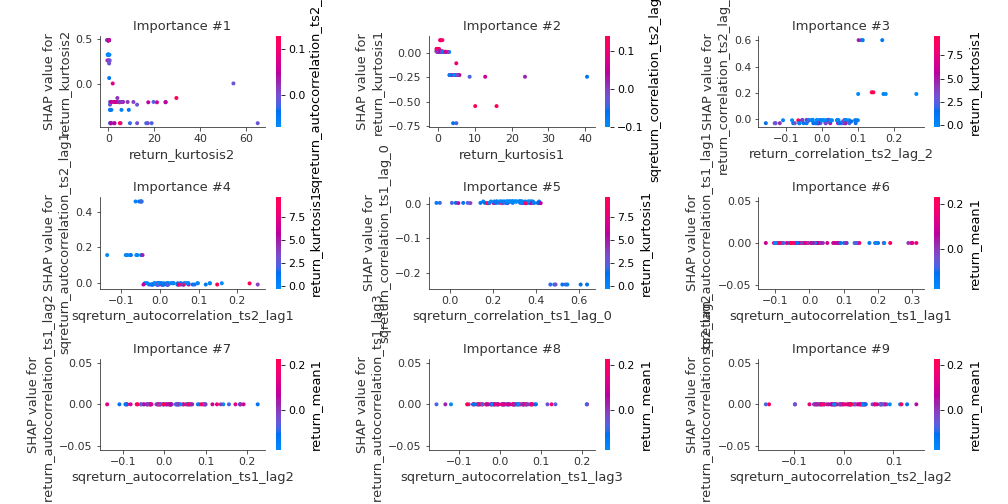 Importance #1
SHAP value for
return_kurtosis2
0.5
0.0
0 20 40 60
return_kurtosis2
0.1
0.0
Importance #2
SHAP value for
return_kurtosis1
0.00
−0.25
−0.50
−0.75
0 10 20 30 40
return_kurtosis1
0.1
0.0
−0.1
Importance #3
SHAP value for
0.6
0.4
0.2
0.0
−0.1 0.0 0.1 0.2
return_correlation_ts2_lag_2
7.5
5.0
2.5
0.0
return_kurtosis1
Importance #4
SHAP value for
sqreturn_autocorrelation_ts2_lag1
0.4
0.2
0.0
−0.1 0.0 0.1 0.2
sqreturn_autocorrelation_ts2_lag1
7.5
5.0
2.5
0.0
return_kurtosis1
Importance #5
SHAP value for
sqreturn_correlation_ts1_lag_0
0.0
−0.1
−0.2
0.0 0.2 0.4 0.6
sqreturn_correlation_ts1_lag_0
7.5
5.0
2.5
0.0
return_kurtosis1
Importance #6
SHAP value for
sqreturn_autocorrelation_ts1_lag1
0.05
0.00
−0.05
−0.1 0.0 0.1 0.2 0.3
sqreturn_autocorrelation_ts1_lag1
0.2
0.0
return_mean1
Importance #7
SHAP value for
sqreturn_autocorrelation_ts1_lag2
0.05
0.00
−0.05
−0.1 0.0 0.1 0.2
sqreturn_autocorrelation_ts1_lag2
0.2
0.0
return_mean1
Importance #8
SHAP value for
sqreturn_autocorrelation_ts1_lag3
0.05
0.00
−0.05
−0.1 0.0 0.1 0.2
sqreturn_autocorrelation_ts1_lag3
0.2
0.0
return_mean1
Importance #9
SHAP value for
sqreturn_autocorrelation_ts2_lag2
0.05
0.00
−0.05
−0.1 0.0 0.1
sqreturn_autocorrelation_ts2_lag2
0.2
0.0
return_mean1